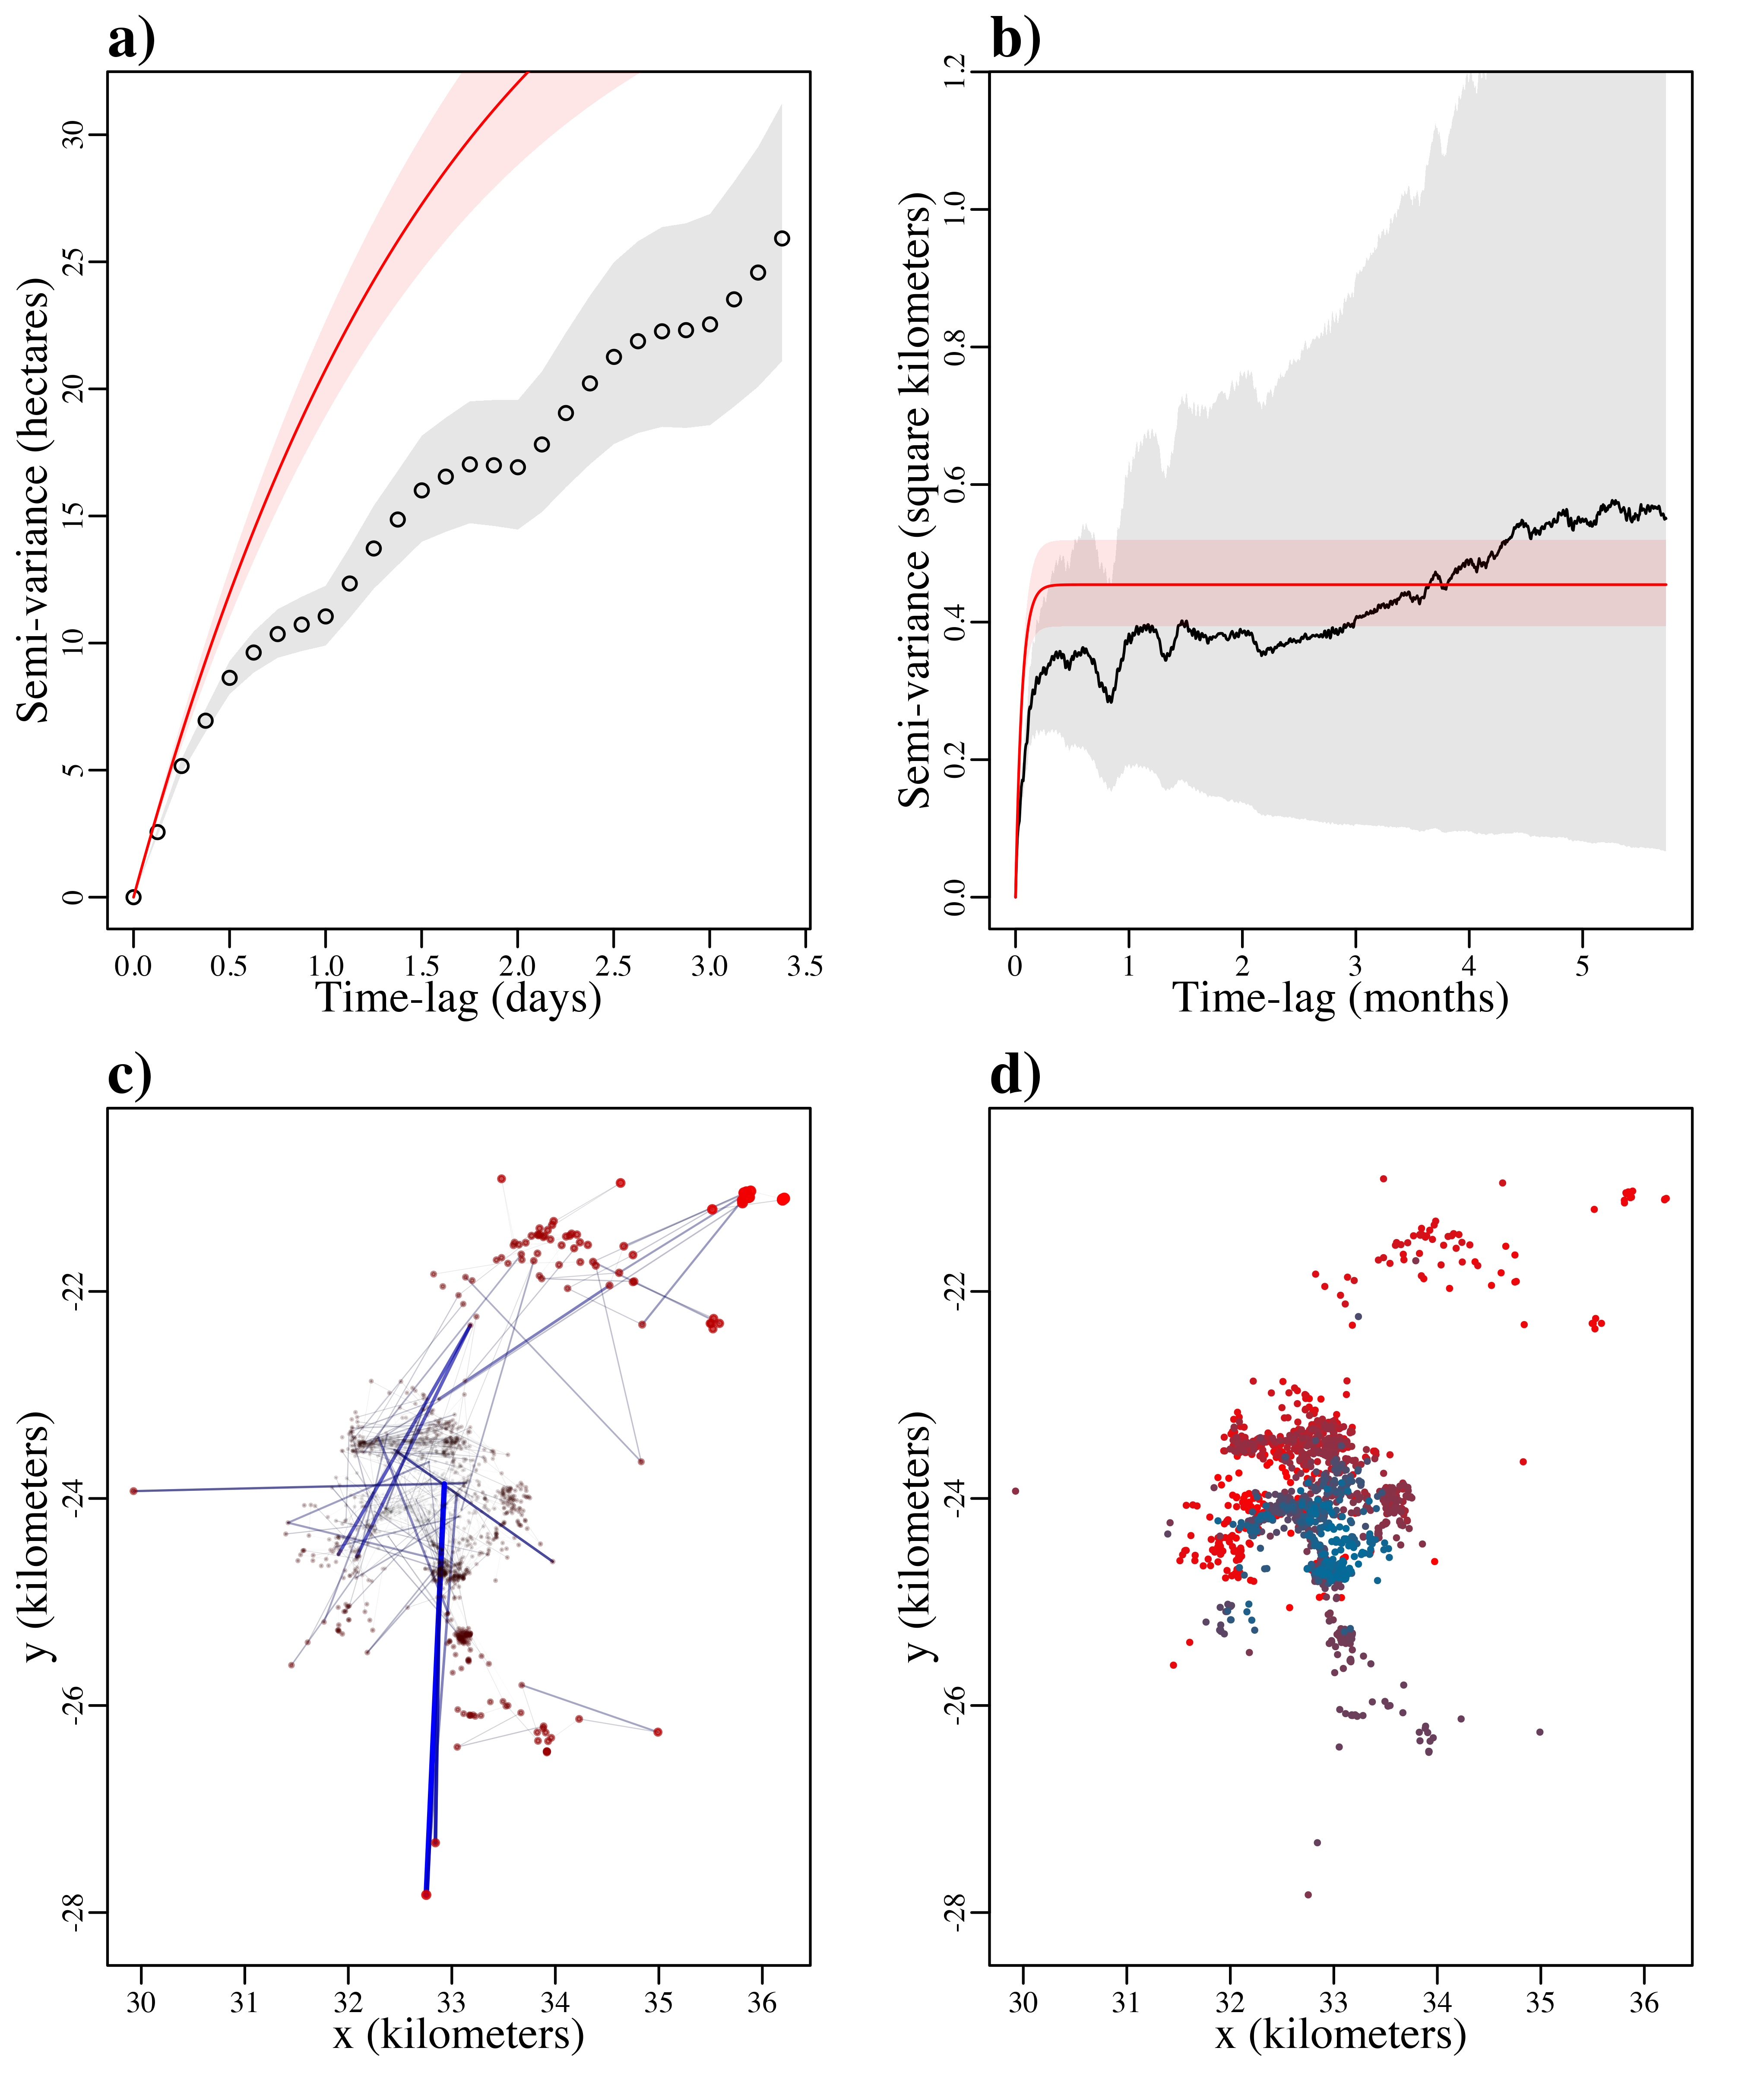 a)
Semi-variance (hectares)
0 5 10 15 20 25 30
0.0 0.5 1.0 1.5 2.0 2.5 3.0 3.5
Time-lag (days)
b)
Semi-variance (square kilometers)
0.0 0.2 0.4 0.6 0.8 1.0 1.2
0 1 2 3 4 5
Time-lag (months)
c)
y (kilometers)
-28 -26 -24 -22
30 31 32 33 34 35 36
x (kilometers)
d)
y (kilometers)
-28 -26 -24 -22
30 31 32 33 34 35 36
x (kilometers)